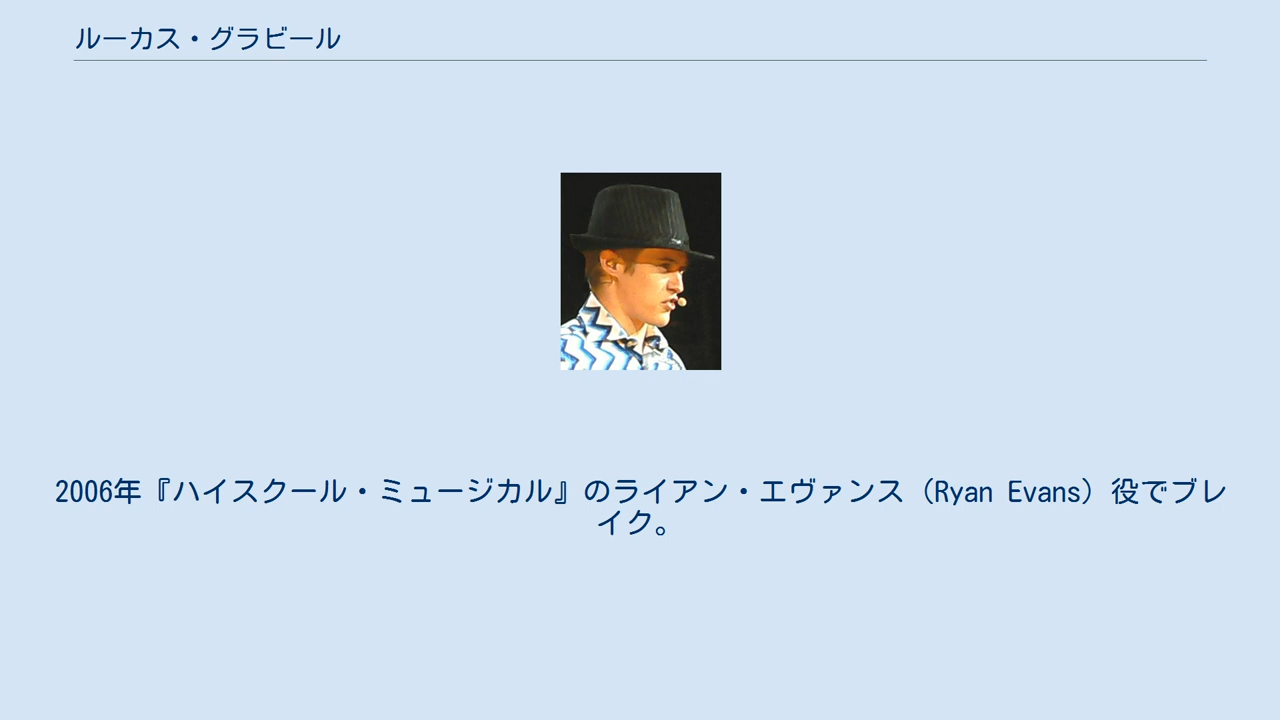 ルーカス・グラビール
2006年『ハイスクール・ミュージカル』のライアン・エヴァンス（Ryan Evans）役でブレ
イク。